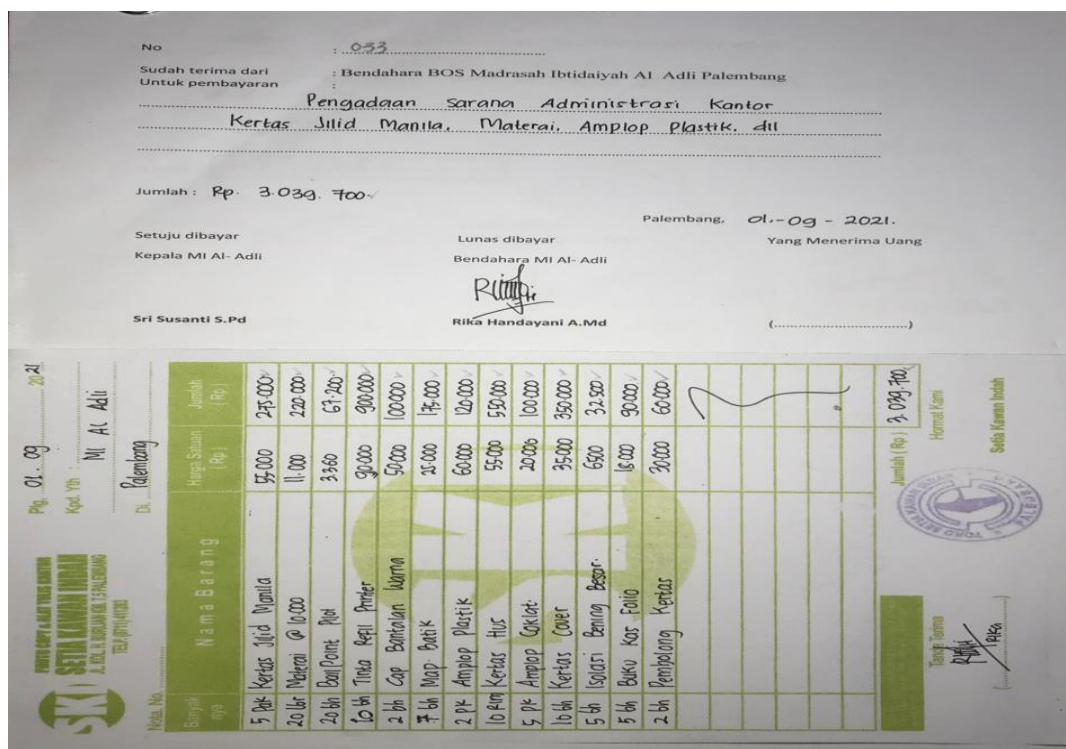 No : 033
Sudah terima dari : Bendahara BOS Madrasah Ibtidaiyah Al Adli Palembang
Untuk pembayaran :
Pengadaan Sarana Administrasi Kantor
Kertas Jilid Manila, Materai, Amplop Plastik. dll
Jumlah : Rp. 3.039.700
Palembang, 01-09-2021.
Setuju dibayar Lunas dibayar Yang Menerima Uang
Kepala MI Al- Adli Bendahara MI Al- Adli
Sri Susanti S.Pd Rika Handayani A.Md (..............................)
SKI
PHOTO COPY & ALAT TULIS KANTOR
SETIA KAWAN INDAH
Plg, 01.09 2021
Kpd. Yth : MI Al Adli
Di. Palembang
Nota. No.
Banyaknya Nama Barang Harga Satuan (Rp) Jumlah (Rp)
5 pak Kertas Jilid Manila 55.000 275.000
20 lbr Materai @ 10.000 11.000 220.000
20 bh BallPoint Pilot 3360 67.200
10 bh Tinta Refil Printer 90.000 900.000
2 bh Cap Bantalan Warna 50.000 100.000
7 bh Map Batik 25.000 175.000
2 pk Amplop Plastik 60.000 120.000
10 Rim Kertas Hvs 55.000 550.000
5 pk Amplop Coklat 20.000 100.000
10 bh Kertas Cover 35.000 350.000
5 bh Isolasi Bening Besar 6500 32.500
5 bh Buku Kas Folio 18.000 90.000
2 bh Pembolong Kertas 30.000 60.000
Jumlah (Rp) 3.039.700,
Tanda Terima Hormat Kami
RIKA
Setia Kawan Indah